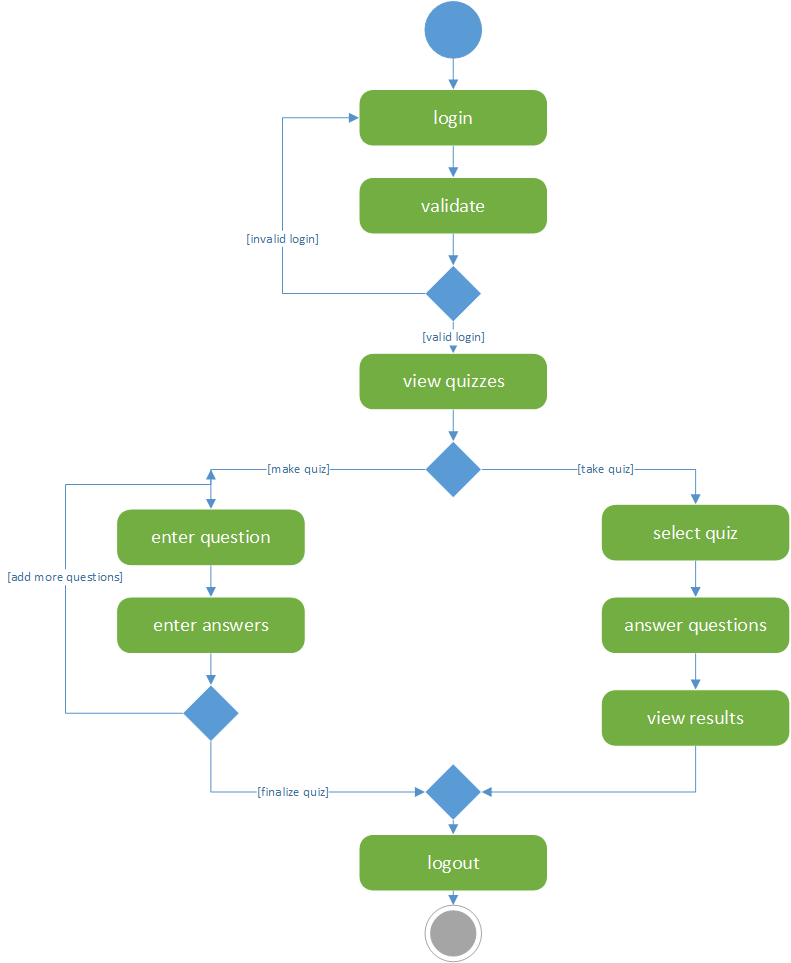 login
validate
[invalid login]
[valid login]
view quizzes
[make quiz]
[take quiz]
enter question
select quiz
[add more questions]
enter answers
answer questions
view results
[finalize quiz]
logout